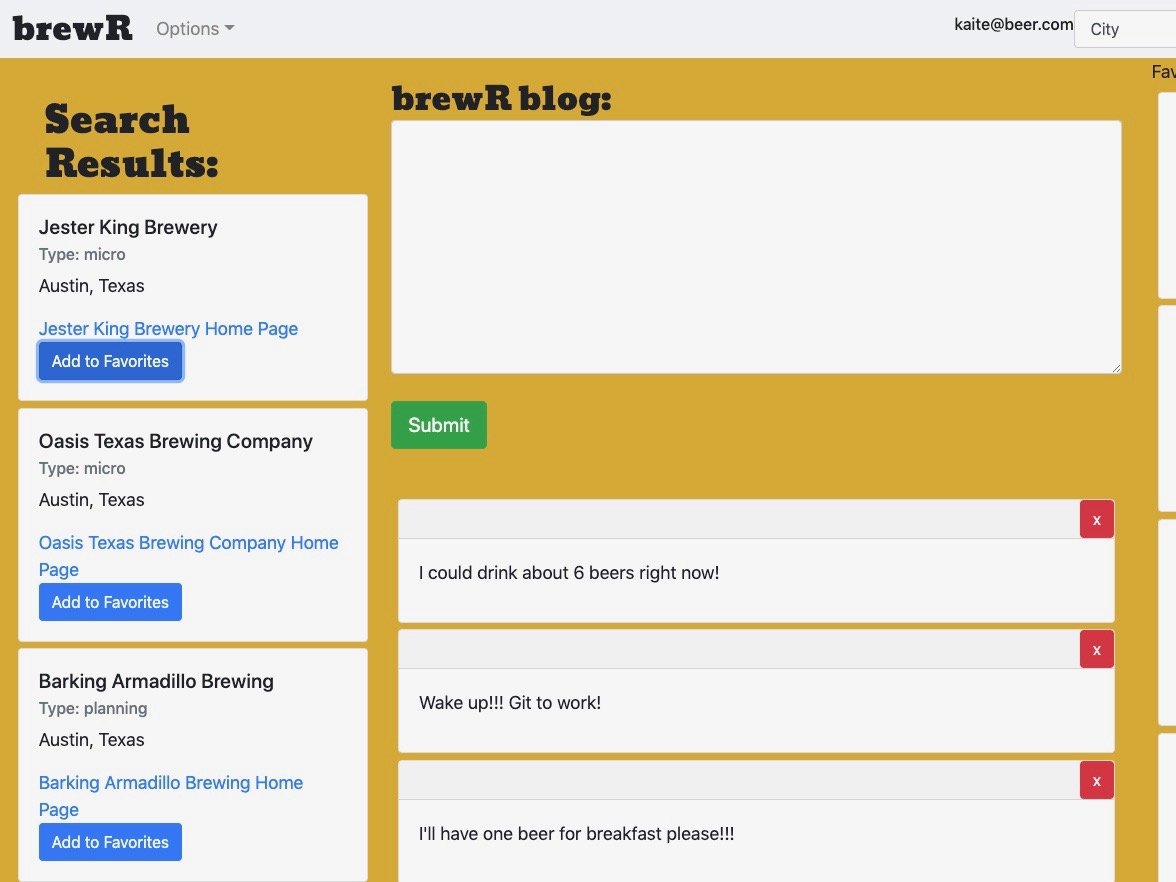 brewR
Options
kaite@beer.com
City
Search
Results:
Jester King Brewery
Type: micro
Austin, Texas
Jester King Brewery Home Page
Add to Favorites
Oasis Texas Brewing Company
Type: micro
Austin, Texas
Oasis Texas Brewing Company Home
Page
Add to Favorites
Barking Armadillo Brewing
Type: planning
Austin, Texas
Barking Armadillo Brewing Home
Page
Add to Favorites
brewR blog:
Submit
x
I could drink about 6 beers right now!
x
Wake up!!! Git to work!
x
I'll have one beer for breakfast please!!!
Fav